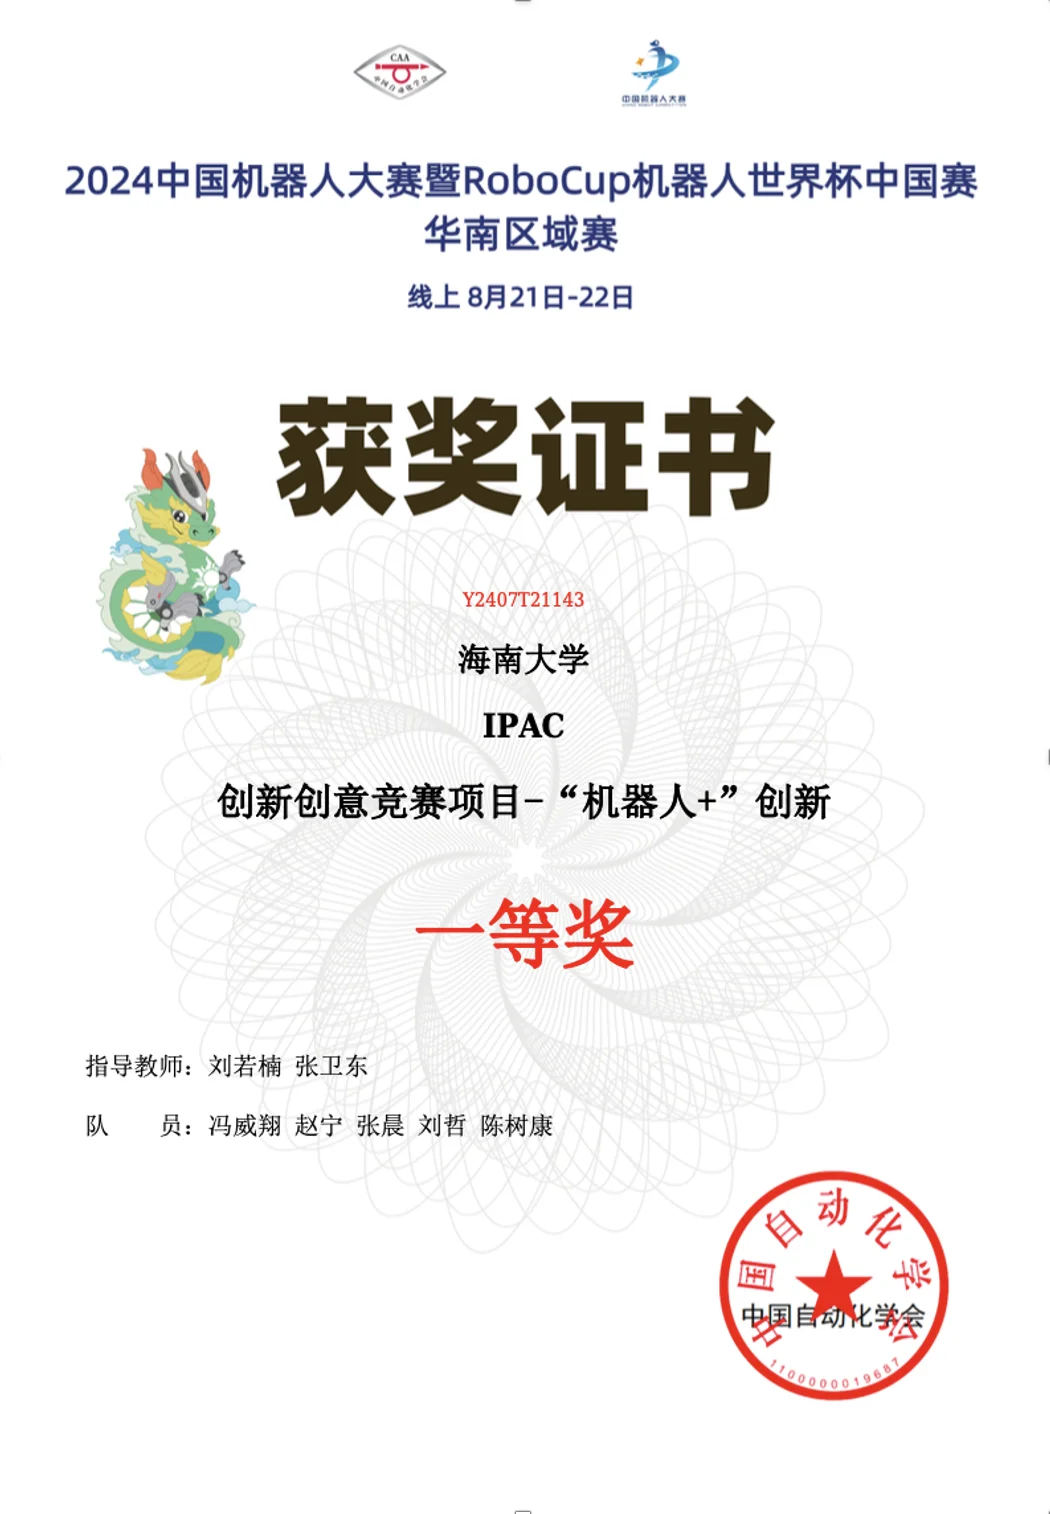 CAA
中国自动化学会
中国机器人大赛
2024中国机器人大赛暨RoboCup机器人世界杯中国赛
华南区域赛
线上 8月21日-22日
获奖证书
Y2407T21143
海南大学
IPAC
创新创意竞赛项目–“机器人+”创新
一等奖
指导教师：刘若楠 张卫东
队 员：冯威翔 赵宁 张晨 刘哲 陈树康
中国自动化学会
中国自动化学会
1100000019687